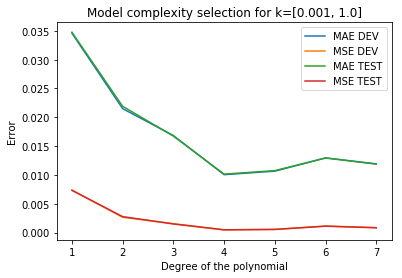 Model complexity selection for k=[0.001, 1.0]
MAE DEV
MSE DEV
MAE TEST
MSE TEST
Error
0.035
0.030
0.025
0.020
0.015
0.010
0.005
0.000
1 2 3 4 5 6 7
Degree of the polynomial